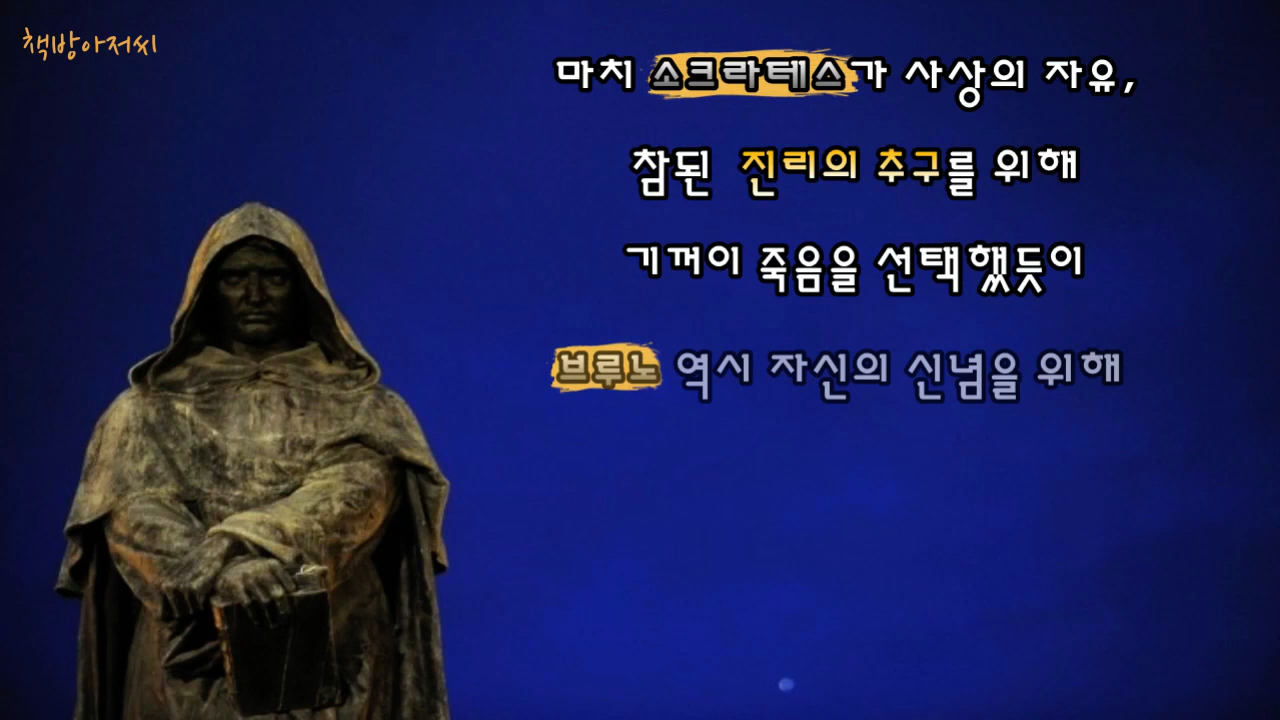 책방아저씨
마치 소크라테스가 사상의 자유,
참된 진리의 추구를 위해
기꺼이 죽음을 선택했듯이
브루노 역시 자신의 신념을 위해